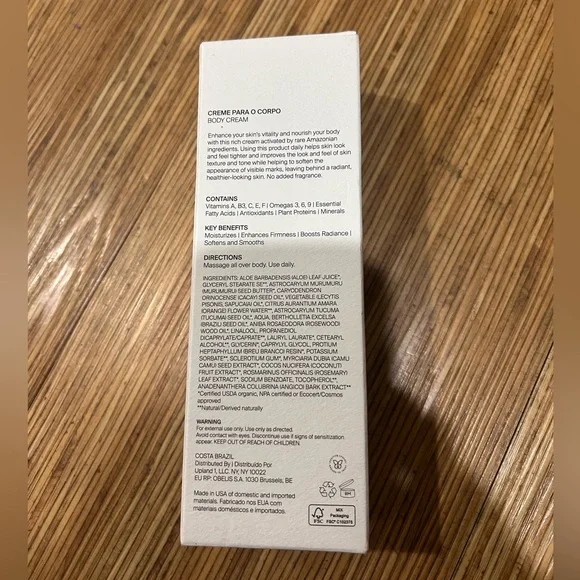 CREME PARA O CORPO
BODY CREAM
Enhance your skin's vitality and nourish your body
with this rich cream activated by rare Amazonian
ingredients. Using this product daily helps skin look
and feel tighter and improves the look and feel of skin
texture and tone while helping to soften the
appearance of visible marks, leaving behind a radiant,
healthier-looking skin. No added fragrance.
CONTAINS
Vitamins A, B3, C, E, F | Omegas 3, 6, 9 | Essential
Fatty Acids | Antioxidants | Plant Proteins | Minerals
KEY BENEFITS
Moisturizes | Enhances Firmness | Boosts Radiance |
Softens and Smooths
DIRECTIONS
Massage all over body. Use daily.
INGREDIENTS: ALOE BARBADENSIS (ALOE) LEAF JUICE*,
GLYCERYL STEARATE SE**, ASTROCARYUM MURUMURU
(MURUMURU) SEED BUTTER*, CARYODENDRON
ORINOCENSE (CACAY) SEED OIL*, VEGETABLE (LECYTIS
PISONIS; SAPUCAIA) OIL*, CITRUS AURANTIUM AMARA
(ORANGE) FLOWER WATER**, ASTROCARYUM TUCUMA
(TUCUMA) SEED OIL*, AQUA, BERTHOLLETIA EXCELSA
(BRAZIL) SEED OIL*, ANIBA ROSAEODORA (ROSEWOOD)
WOOD OIL*, LINALOOL, PROPANEDIOL
DICAPRYLATE/CAPRATE**, LAURYL LAURATE*, CETEARYL
ALCOHOL**, GLYCERIN*, CAPRYLYL GLYCOL, PROTIUM
HEPTAPHYLLUM (BREU BRANCO) RESIN*, POTASSIUM
SORBATE**, SCLEROTIUM GUM*, MYRCIARIA DUBIA (CAMU
CAMU) SEED EXTRACT*, COCOS NUCIFERA (COCONUT)
FRUIT EXTRACT*, ROSMARINUS OFFICINALIS (ROSEMARY)
LEAF EXTRACT*, SODIUM BENZOATE, TOCOPHEROL**,
ANADENANTHERA COLUBRINA (ANGICO) BARK EXTRACT**
*Certified USDA organic, NPA certified or Ecocert/Cosmos
approved
**Natural/Derived naturally
WARNING
For external use only. Use only as directed.
Avoid contact with eyes. Discontinue use if signs of sensitization
appear. KEEP OUT OF REACH OF CHILDREN.
COSTA BRAZIL
Distributed By | Distribuído Por
Upland 1, LLC. NY, NY 10022
EU RP: OBELIS S.A. 1030 Brussels, BE
Made in USA of domestic and imported
materials. Fabricado nos EUA com
materiais domésticos e importados.
FSC
MIX
Packaging